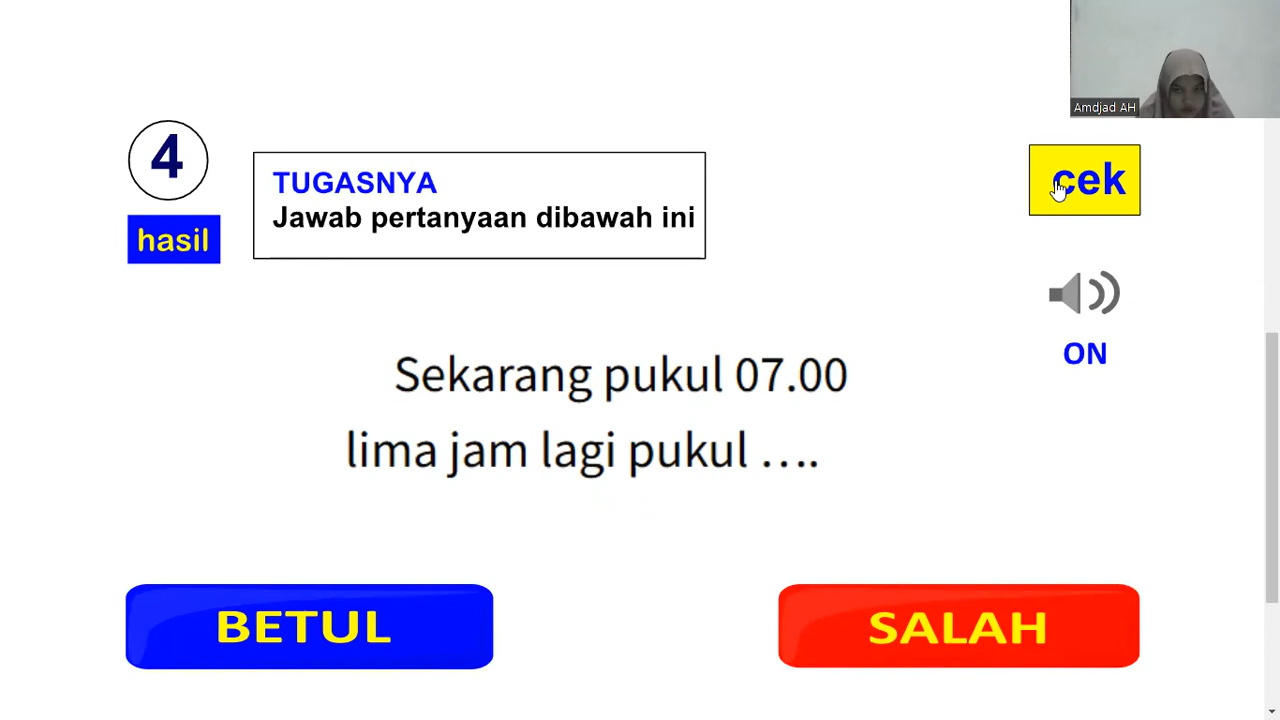 Amdjad AH
4
hasil
TUGASNYA
Jawab pertanyaan dibawah ini
cek
ON
Sekarang pukul 07.00
lima jam lagi pukul ....
BETUL
SALAH